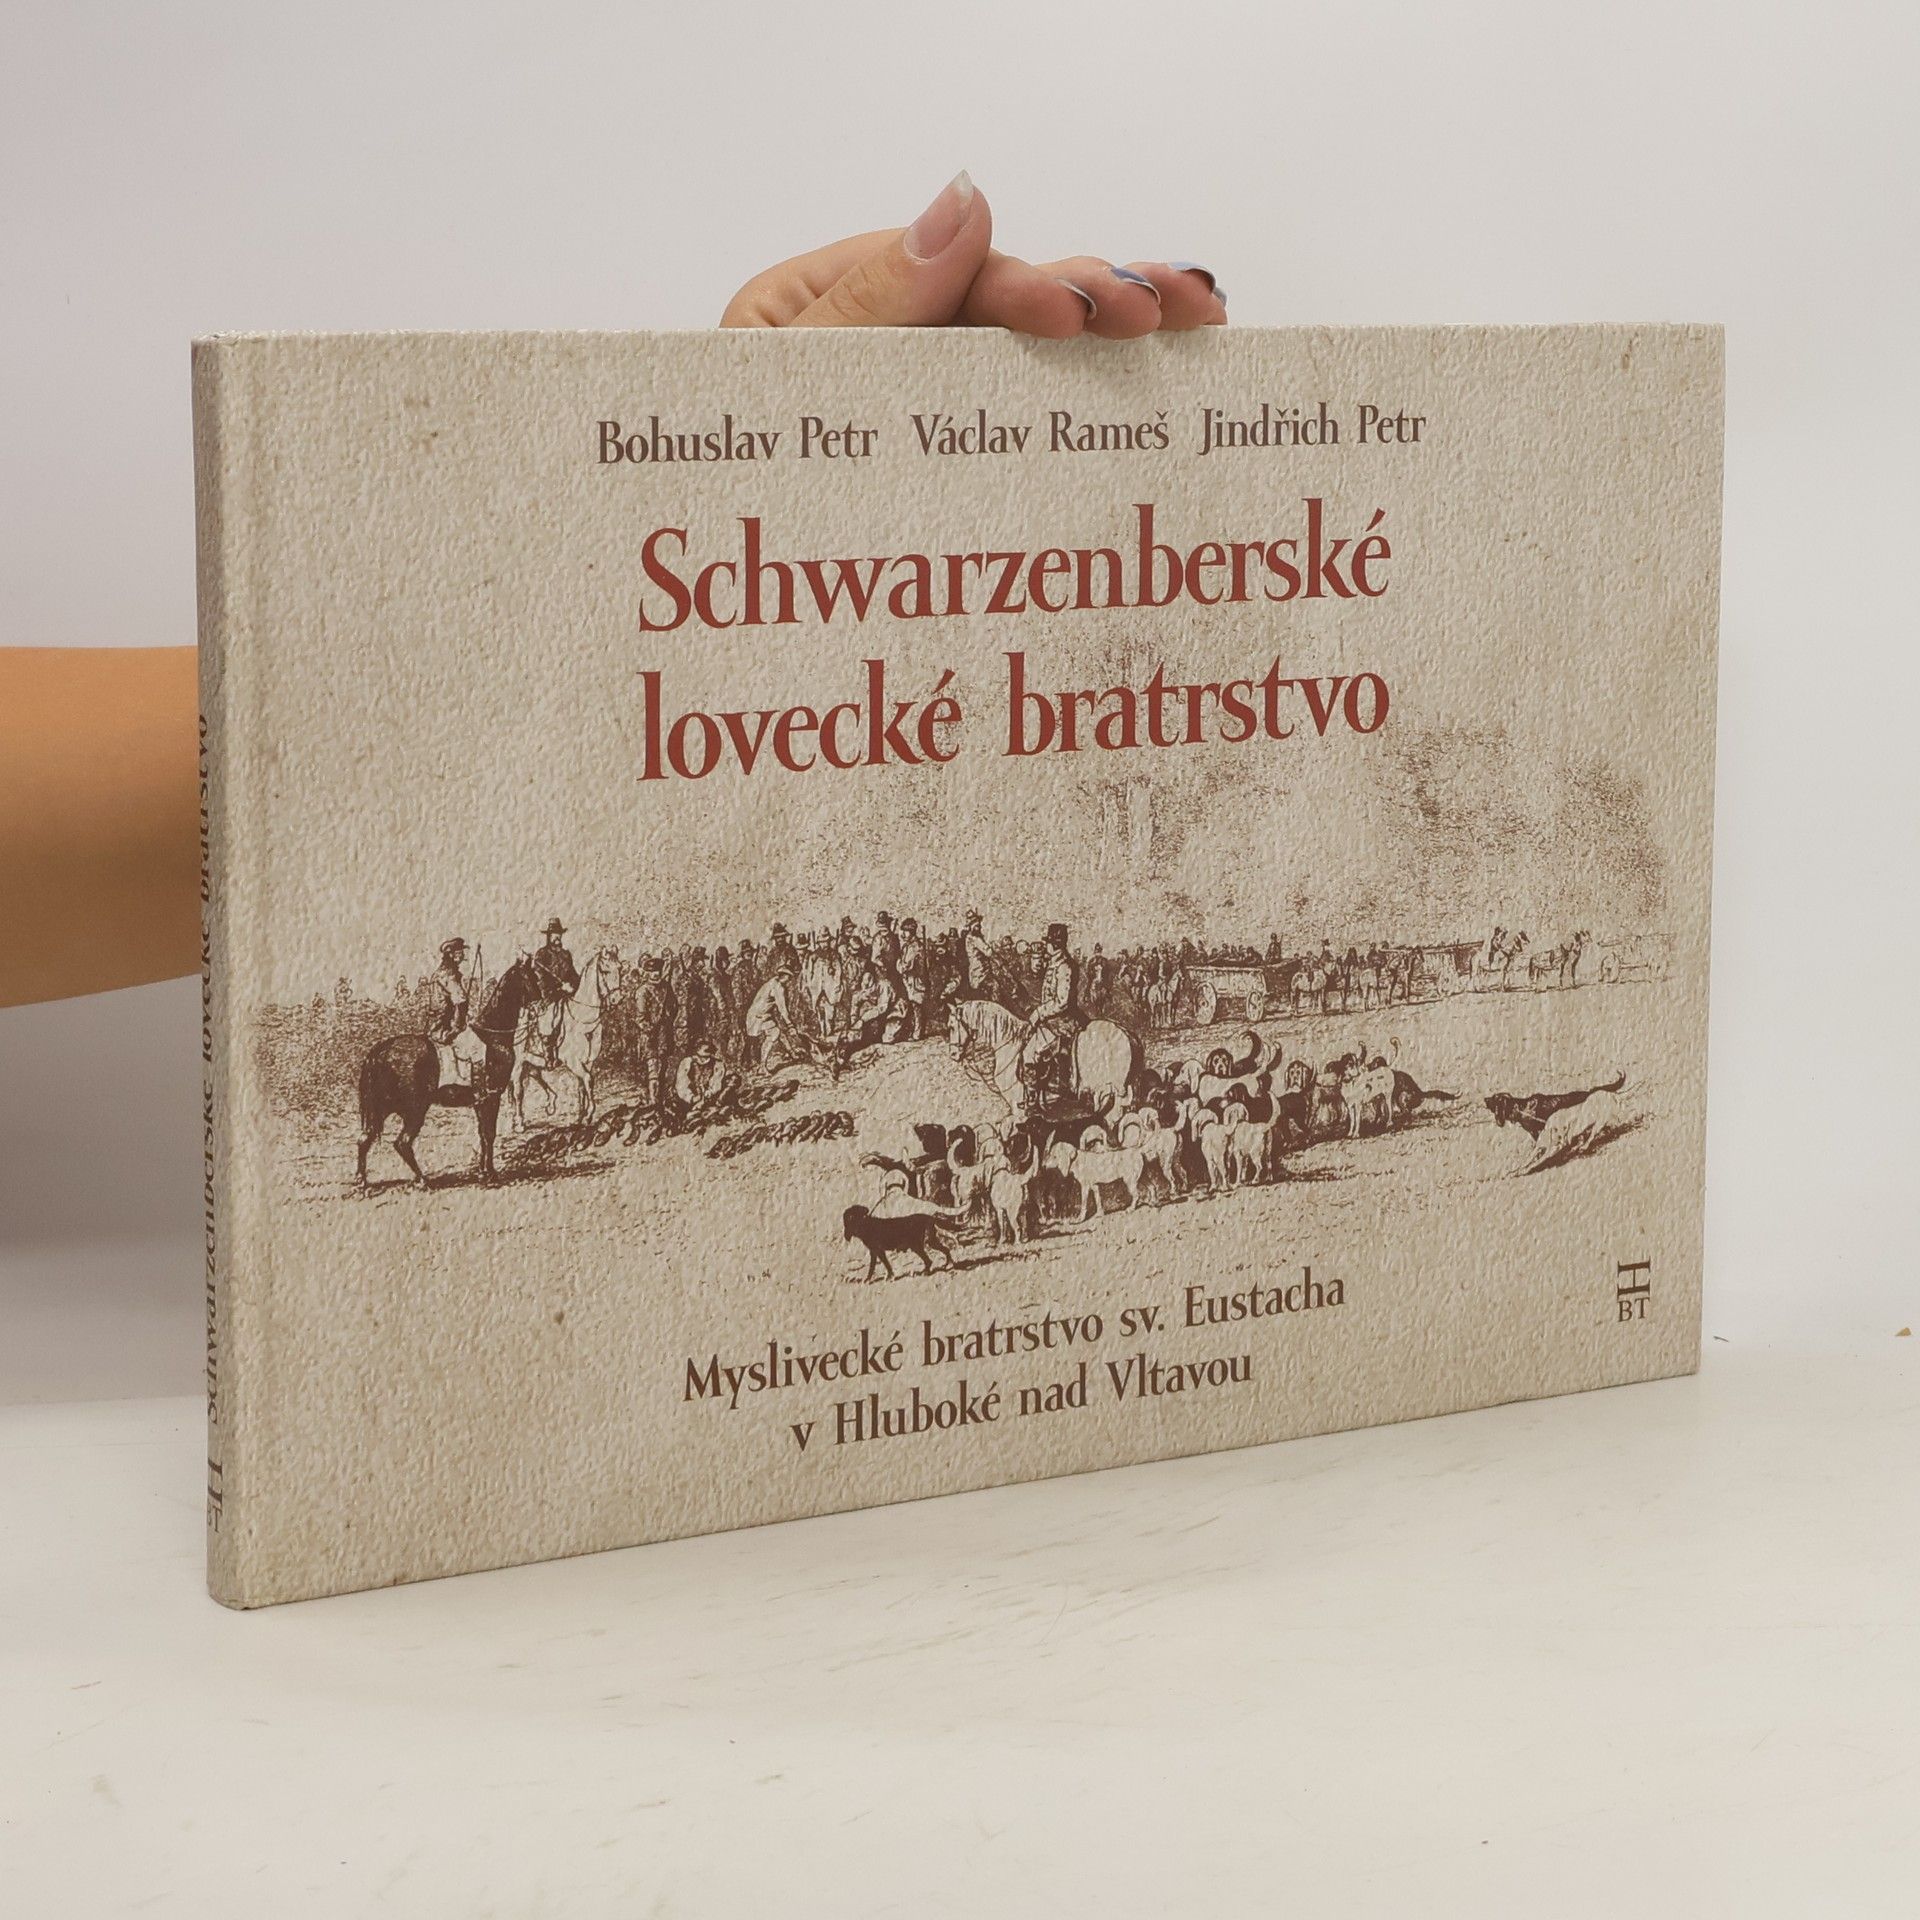 Bohuslav Petr Václav Rameš Jindřich Petr
Schwarzenberské
lovecké bratrstvo
Myslivecké bratrstvo sv. Eustacha
v Hluboké nad Vltavou
H
BT
Schwarzenberské lovecké bratrstvo
H
BT